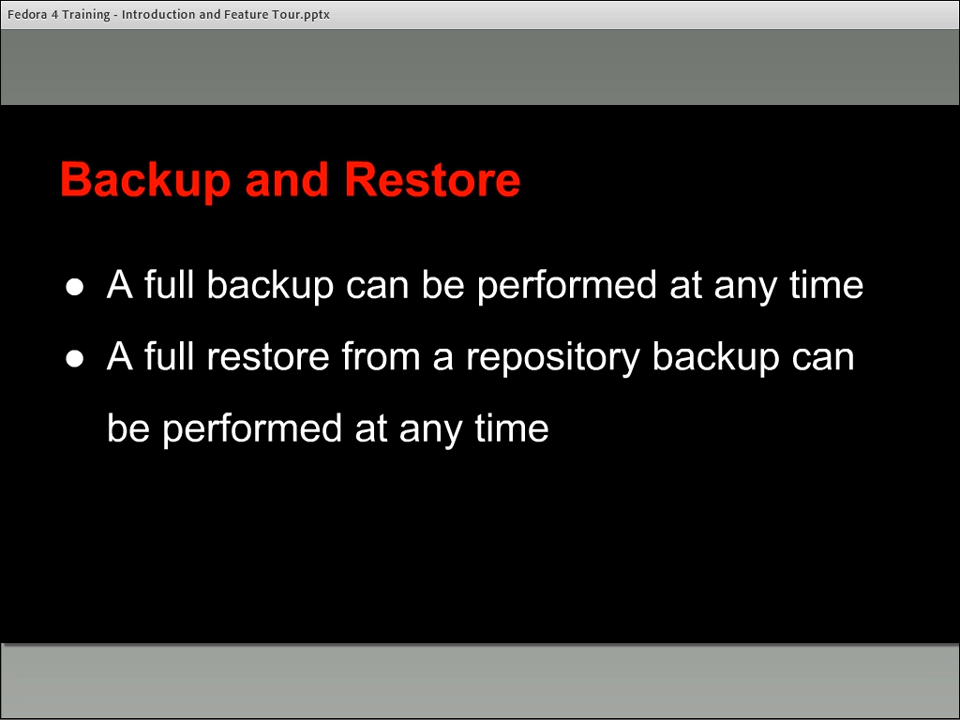 Fedora 4 Training - Introduction and Feature Tour.pptx
Backup and Restore
● A full backup can be performed at any time
● A full restore from a repository backup can
be performed at any time